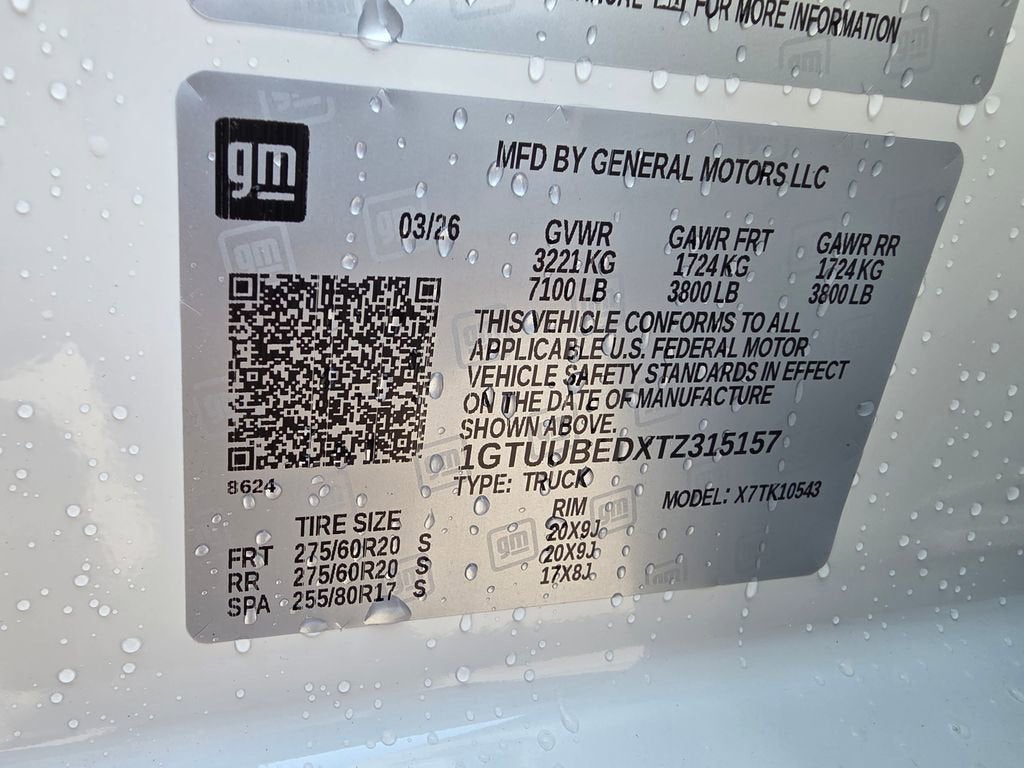 FOR MORE INFORMATION
gm
MFD BY GENERAL MOTORS LLC
03/26
GVWR GAWR FRT GAWR RR
3221 KG 1724 KG 1724 KG
7100 LB 3800 LB 3800 LB
THIS VEHICLE CONFORMS TO ALL
APPLICABLE U.S. FEDERAL MOTOR
VEHICLE SAFETY STANDARDS IN EFFECT
ON THE DATE OF MANUFACTURE
SHOWN ABOVE.
1GTUUBEDXTZ315157
8624
TYPE: TRUCK MODEL: X7TK10543
TIRE SIZE RIM
FRT 275/60R20 S 20X9J
RR 275/60R20 S 20X9J
SPA 255/80R17 S 17X8J